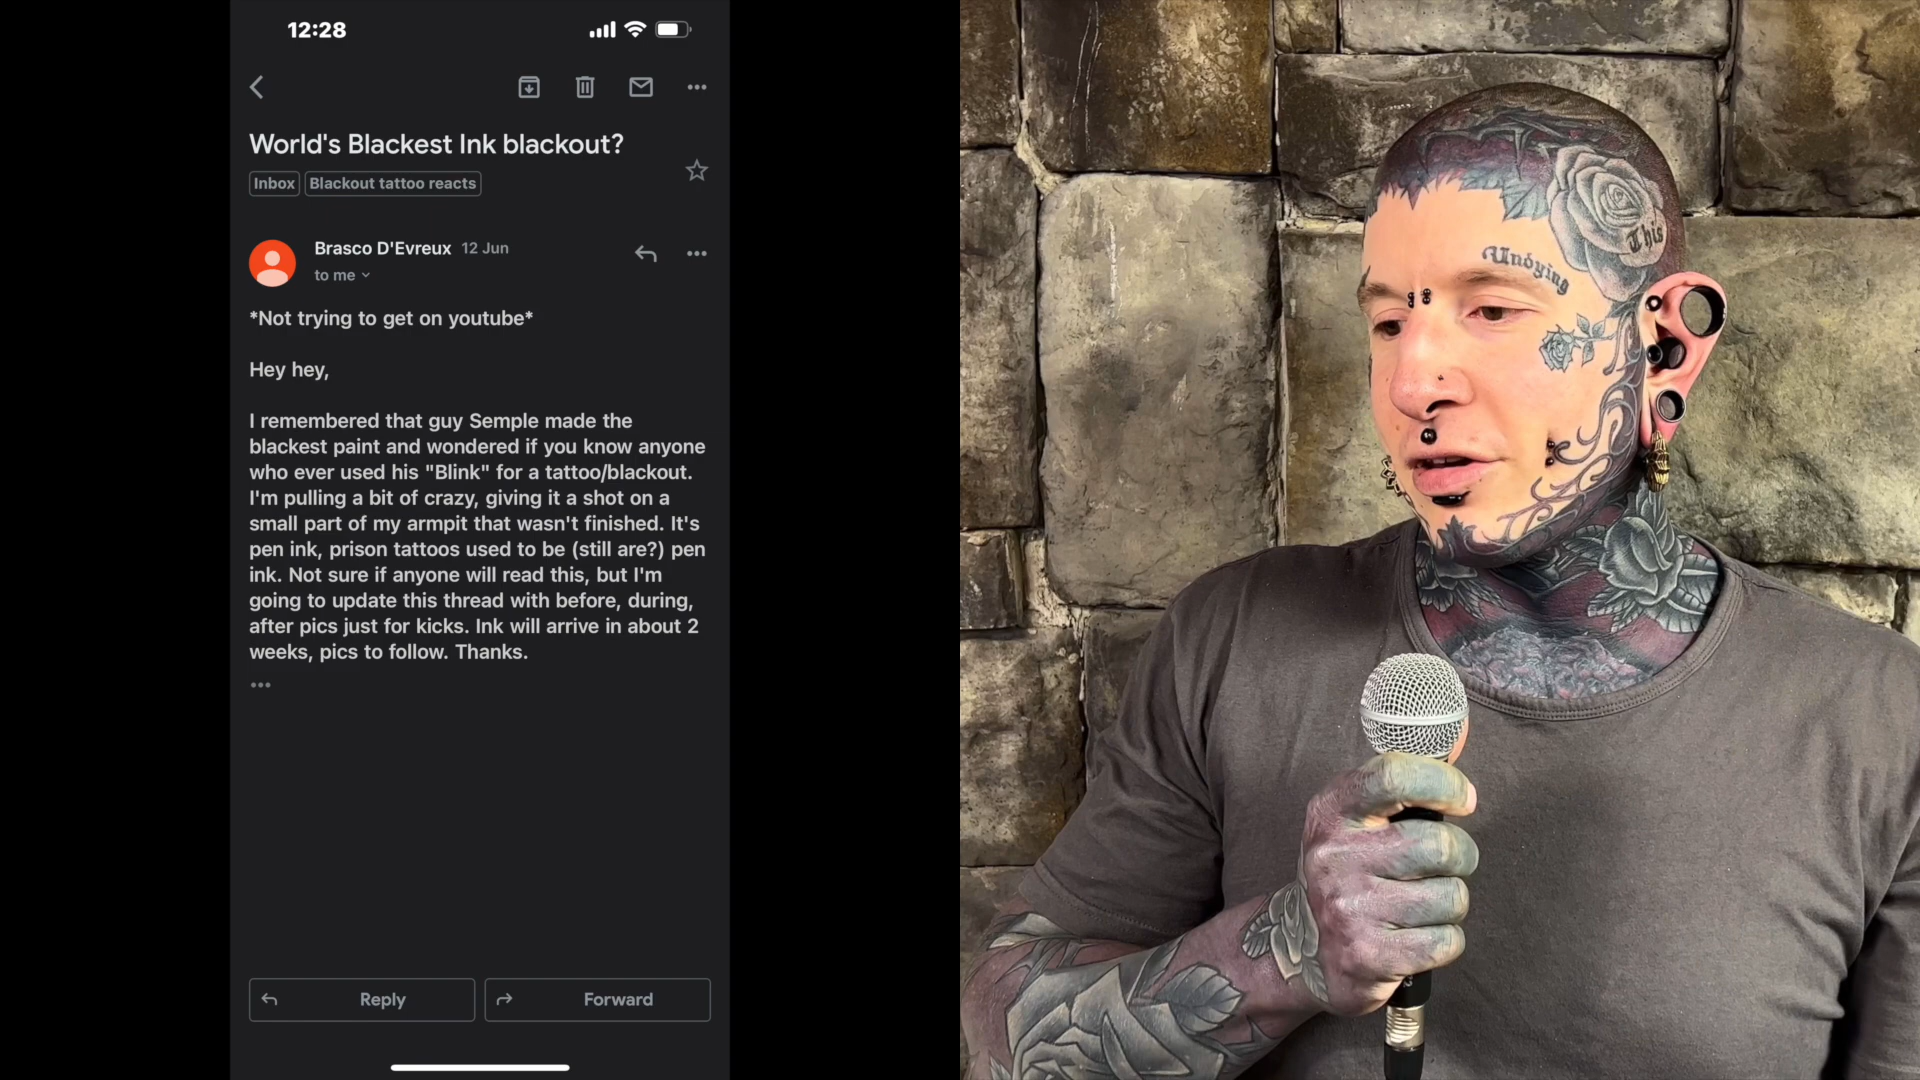 12:28
World's Blackest Ink blackout?
Inbox
Blackout tattoo reacts
Brasco D'Evreux 12 Jun
to me
*Not trying to get on youtube*
Hey hey,
I remembered that guy Semple made the
blackest paint and wondered if you know anyone
who ever used his "Blink" for a tattoo/blackout.
I'm pulling a bit of crazy, giving it a shot on a
small part of my armpit that wasn't finished. It's
pen ink, prison tattoos used to be (still are?) pen
ink. Not sure if anyone will read this, but I'm
going to update this thread with before, during,
after pics just for kicks. Ink will arrive in about 2
weeks, pics to follow. Thanks.
Reply
Forward
Undying
This